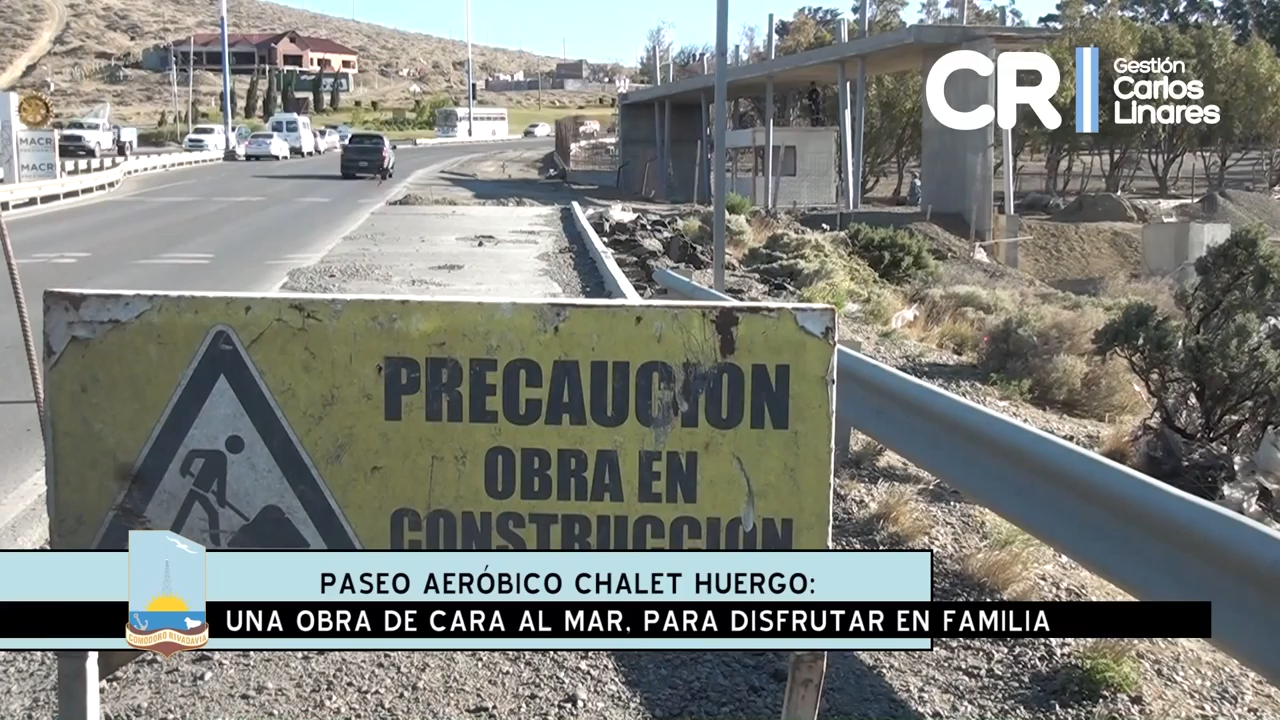 CR
Gestión
Carlos
Linares
MACR
MACR
PRECAUCION
OBRA EN
CONSTRUCCION
PASEO AERÓBICO CHALET HUERGO:
UNA OBRA DE CARA AL MAR, PARA DISFRUTAR EN FAMILIA
COMODORO RIVADAVIA